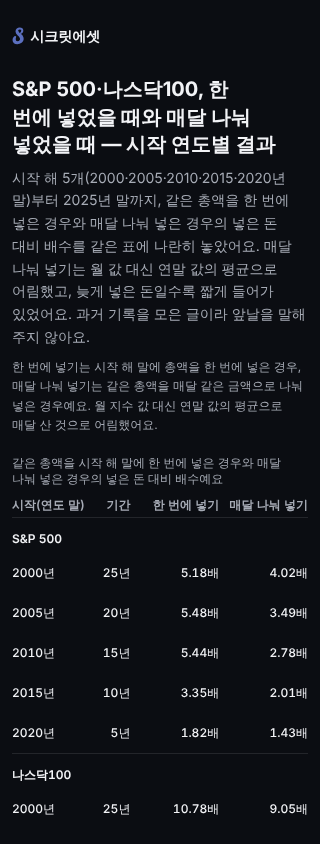 시크릿에셋
S&P 500·나스닥100, 한
번에 넣었을 때와 매달 나눠
넣었을 때 — 시작 연도별 결과
시작 해 5개(2000·2005·2010·2015·2020년
말)부터 2025년 말까지, 같은 총액을 한 번에
넣은 경우와 매달 나눠 넣은 경우의 넣은 돈
대비 배수를 같은 표에 나란히 놓았어요. 매달
나눠 넣기는 월 값 대신 연말 값의 평균으로
어림했고, 늦게 넣은 돈일수록 짧게 들어가
있었어요. 과거 기록을 모은 글이라 앞날을 말해
주지 않아요.
한 번에 넣기는 시작 해 말에 총액을 한 번에 넣은 경우,
매달 나눠 넣기는 같은 총액을 매달 같은 금액으로 나눠
넣은 경우예요. 월 지수 값 대신 연말 값의 평균으로
매달 산 것으로 어림했어요.
같은 총액을 시작 해 말에 한 번에 넣은 경우와 매달
나눠 넣은 경우의 넣은 돈 대비 배수예요
시작(연도 말) 기간 한 번에 넣기 매달 나눠 넣기
S&P 500
2000년 25년 5.18배 4.02배
2005년 20년 5.48배 3.49배
2010년 15년 5.44배 2.78배
2015년 10년 3.35배 2.01배
2020년 5년 1.82배 1.43배
나스닥100
2000년 25년 10.78배 9.05배